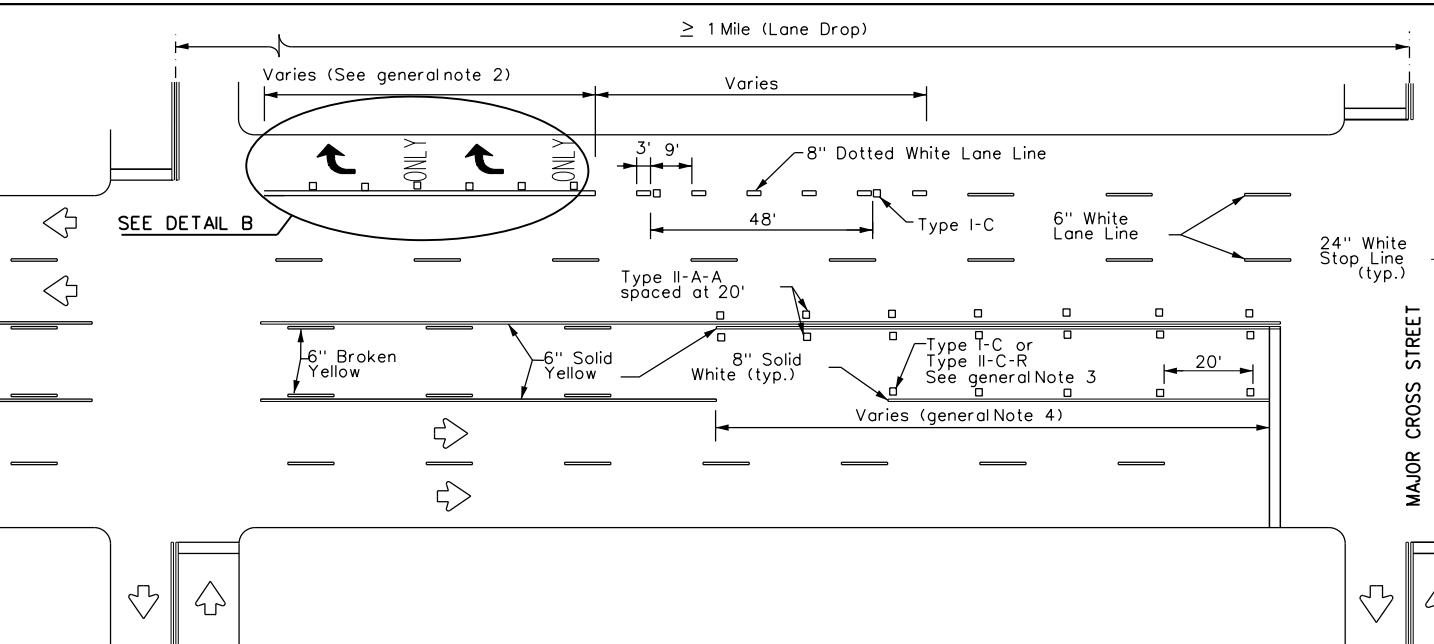 ≥ 1 Mile (Lane Drop)
Varies (See general note 2)
Varies
ONLY
ONLY
3'
9'
8" Dotted White Lane Line
SEE DETAIL B
48'
Type I-C
6" White
Lane Line
24" White
Stop Line
(typ.)
Type II-A-A
spaced at 20'
6" Broken
Yellow
6" Solid
Yellow
8" Solid
White (typ.)
Type I-C or
Type II-C-R
See general Note 3
20'
Varies (general Note 4)
MAJOR CROSS STREET